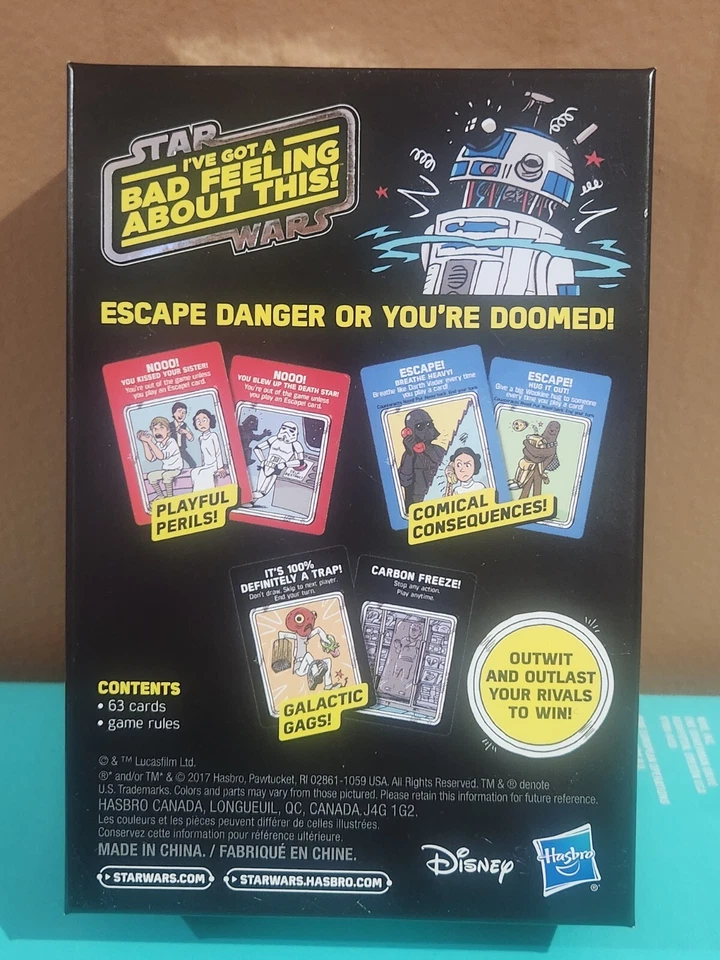 STAR
I'VE GOT A
BAD FEELING
ABOUT THIS!
WARS
ESCAPE DANGER OR YOU'RE DOOMED!
NOOO!
YOU KISSED YOUR SISTER!
You're out of the game unless
you play an Escape! card.
NOOO!
YOU BLEW UP THE DEATH STAR!
You're out of the game unless
you play an Escape! card.
PLAYFUL
PERILS!
ESCAPE!
BREATHE HEAVY!
Breathe like Darth Vader every time
you play a card!
ESCAPE!
HUG IT OUT!
Give a big Wookiee hug to someone
every time you play a card!
COMICAL
CONSEQUENCES!
IT'S 100%
DEFINITELY A TRAP!
Don't draw. Skip to next player.
End your turn.
CARBON FREEZE!
Stop any action.
Play anytime.
GALACTIC
GAGS!
OUTWIT
AND OUTLAST
YOUR RIVALS
TO WIN!
CONTENTS
• 63 cards
• game rules
© & ™ Lucasfilm Ltd.
®* and/or TM* & © 2017 Hasbro, Pawtucket, RI 02861-1059 USA. All Rights Reserved. TM & ® denote
U.S. Trademarks. Colors and parts may vary from those pictured. Please retain this information for future reference.
HASBRO CANADA, LONGUEUIL, QC, CANADA J4G 1G2.
Les couleurs et les pièces peuvent différer de celles illustrées.
Conservez cette information pour référence ultérieure.
MADE IN CHINA. / FABRIQUÉ EN CHINE.
STARWARS.COM
STARWARS.HASBRO.COM
Disney
Hasbro
®